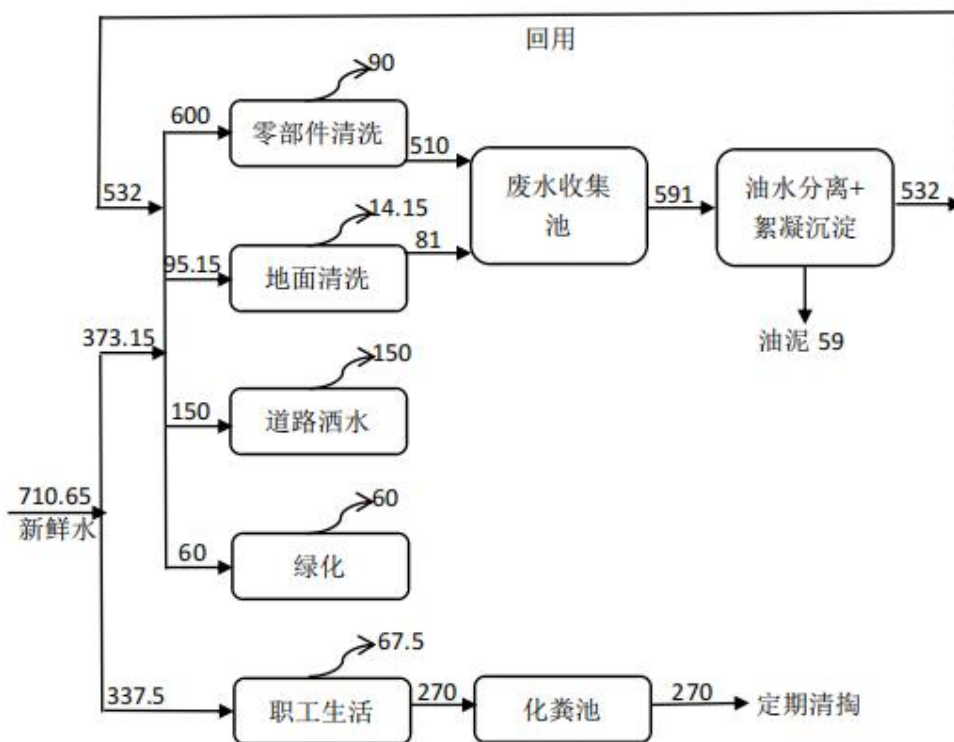 回用
90
600
零部件清洗
510
废水收集
池
591
油水分离+
絮凝沉淀
532
532
14.15
81
95.15
地面清洗
油泥 59
373.15
150
150
道路洒水
710.65
新鲜水
60
60
绿化
67.5
337.5
职工生活
270
化粪池
270
定期清掏